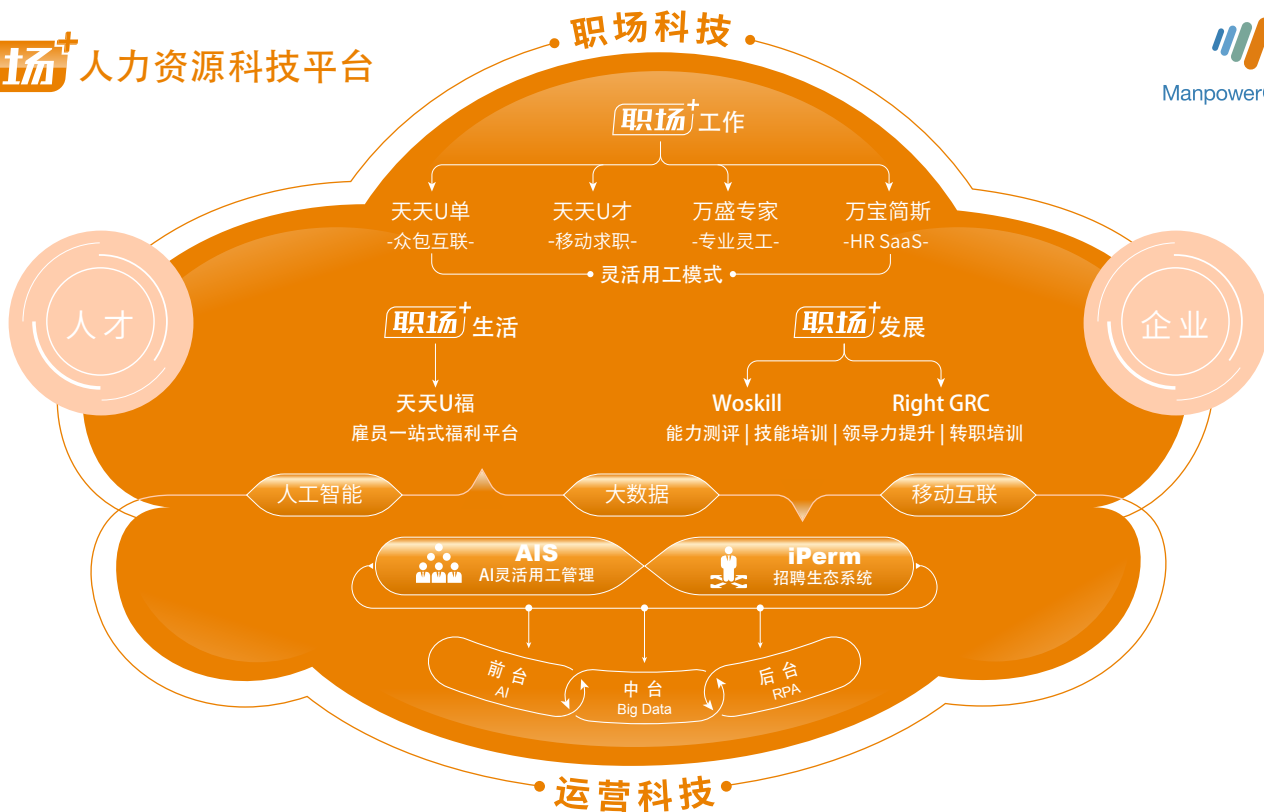 职场科技
场+ 人力资源科技平台
职场+ 工作
天天U单
-众包互联-
天天U才
-移动求职-
万盛专家
-专业灵工-
万宝简斯
-HR SaaS-
灵活用工模式
人才
企业
职场+ 生活
天天U福
雇员一站式福利平台
职场+ 发展
Woskill
Right GRC
能力测评 | 技能培训 | 领导力提升 | 转职培训
人工智能
大数据
移动互联
AIS
AI灵活用工管理
iPerm
招聘生态系统
前台
AI
中台
Big Data
后台
RPA
运营科技